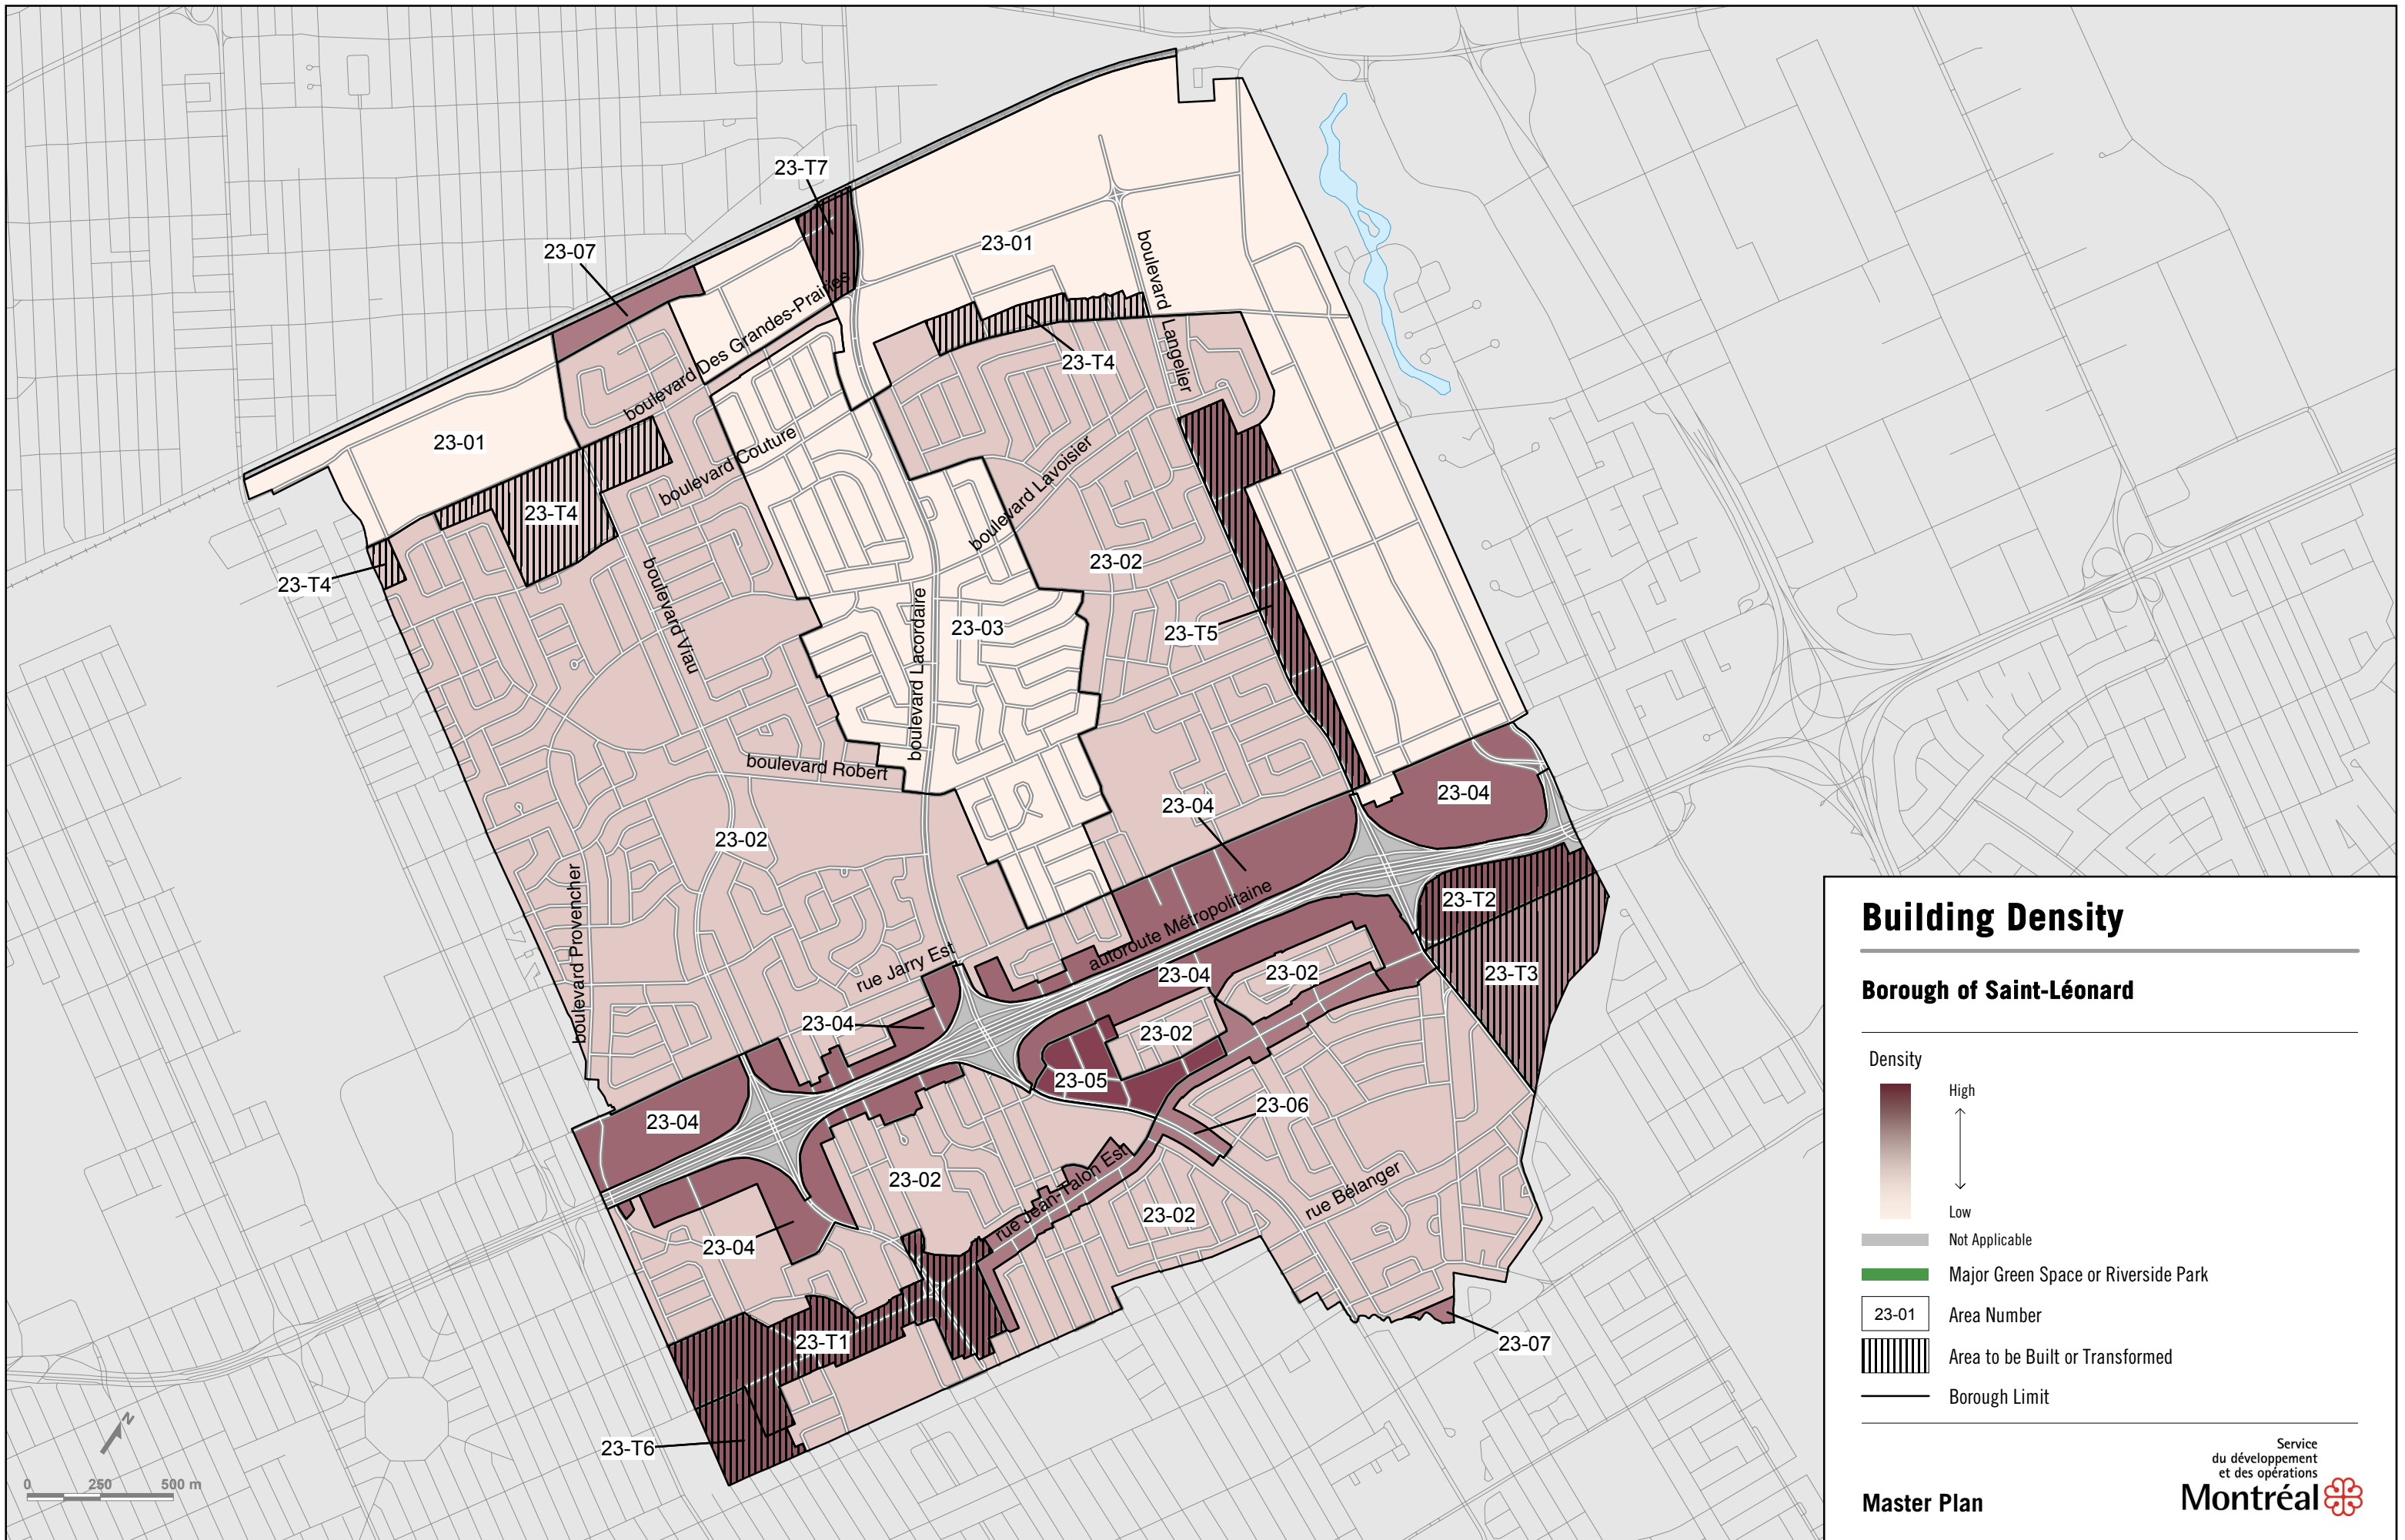 23-T7
23-07
23-01
boulevard Langelier
boulevard Des Grandes-Prairies
23-T4
23-01
boulevard Couture
boulevard Lavoisier
23-T4
23-02
23-T4
boulevard Viau
boulevard Lacordaire
23-03
23-T5
boulevard Robert
23-04
23-04
23-02
boulevard Provencher
23-T2
autoroute Métropolitaine
rue Jarry Est
23-04
23-02
23-T3
23-04
23-02
23-05
23-04
23-06
23-02
rue Jean-Talon Est
rue Bélanger
23-02
23-04
23-T1
23-07
23-T6
N
0 250 500 m
Building Density
Borough of Saint-Léonard
Density
High
Low
Not Applicable
Major Green Space or Riverside Park
23-01 Area Number
Area to be Built or Transformed
Borough Limit
Service
du développement
et des opérations
Master Plan
Montréal